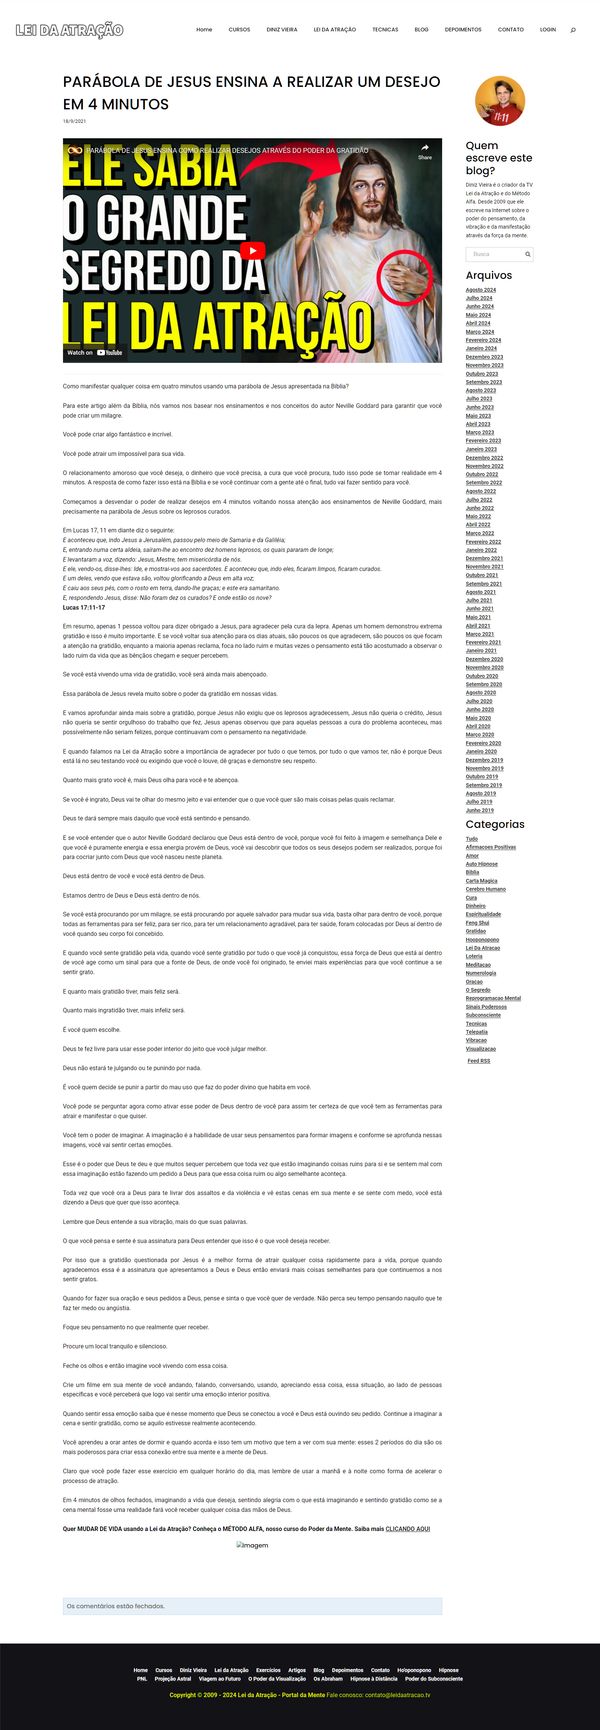 LEI DA ATRAÇÃO
Home CURSOS DINIZ VIEIRA LEI DA ATRAÇÃO TECNICAS BLOG DEPOIMENTOS CONTATO LOGIN
PARÁBOLA DE JESUS ENSINA A REALIZAR UM DESEJO
EM 4 MINUTOS
18/9/2021
PARÁBOLA DE JESUS ENSINA COMO REALIZAR DESEJOS ATRAVÉS DO PODER DA GRATIDÃO
Share
ELE SABIA
O GRANDE
SEGREDO DA
LEI DA ATRAÇÃO
Watch on YouTube
Como manifestar qualquer coisa em quatro minutos usando uma parábola de Jesus apresentada na Bíblia?
Para este artigo além da Bíblia, nós vamos nos basear nos ensinamentos e nos conceitos do autor Neville Goddard para garantir que você
pode criar um milagre.
Você pode criar algo fantástico e incrível.
Você pode atrair um impossível para sua vida.
O relacionamento amoroso que você deseja, o dinheiro que você precisa, a cura que você procura, tudo isso pode se tornar realidade em 4
minutos. A resposta de como fazer isso está na Bíblia e se você continuar com a gente até o final, tudo vai fazer sentido para você.
Começamos a desvendar o poder de realizar desejos em 4 minutos voltando nossa atenção aos ensinamentos de Neville Goddard, mais
precisamente na parábola de Jesus sobre os leprosos curados.
Em Lucas 17, 11 em diante diz o seguinte:
E aconteceu que, indo Jesus a Jerusalém, passou pelo meio de Samaria e da Galiléia;
E, entrando numa certa aldeia, saíram-lhe ao encontro dez homens leprosos, os quais pararam de longe;
E levantaram a voz, dizendo: Jesus, Mestre, tem misericórdia de nós.
E ele, vendo-os, disse-lhes: Ide, e mostrai-vos aos sacerdotes. E aconteceu que, indo eles, ficaram limpos, ficaram curados.
E um deles, vendo que estava são, voltou glorificando a Deus em alta voz;
E caiu aos seus pés, com o rosto em terra, dando-lhe graças; e este era samaritano.
E, respondendo Jesus, disse: Não foram dez os curados? E onde estão os nove?
Lucas 17:11-17
Em resumo, apenas 1 pessoa voltou para dizer obrigado a Jesus, para agradecer pela cura da lepra. Apenas um homem demonstrou extrema
gratidão e isso é muito importante. E se você voltar sua atenção para os dias atuais, são poucos os que agradecem, são poucos os que focam
a atenção na gratidão, enquanto a maioria apenas reclama, foca no lado ruim e muitas vezes o pensamento está tão acostumado a observar o
lado ruim da vida que as bênçãos chegam e sequer percebem.
Se você está vivendo uma vida de gratidão, você será ainda mais abençoado.
Essa parábola de Jesus revela muito sobre o poder da gratidão em nossas vidas.
E vamos aprofundar ainda mais sobre a gratidão, porque Jesus não exigiu que os leprosos agradecessem, Jesus não queria o crédito, Jesus
não queria se sentir orgulhoso do trabalho que fez, Jesus apenas observou que para aquelas pessoas a cura do problema aconteceu, mas
possivelmente não seriam felizes, porque continuavam com o pensamento na negatividade.
E quando falamos na Lei da Atração sobre a importância de agradecer por tudo o que temos, por tudo o que vamos ter, não é porque Deus
está lá no seu testando você ou exigindo que você o louve, dê graças e demonstre seu respeito.
Quanto mais grato você é, mais Deus olha para você e te abençoa.
Se você é ingrato, Deus vai te olhar do mesmo jeito e vai entender que o que você quer são mais coisas pelas quais reclamar.
Deus te dará sempre mais daquilo que você está sentindo e pensando.
E se você entender que o autor Neville Goddard declarou que Deus está dentro de você, porque você foi feito à imagem e semelhança Dele e
que você é puramente energia e essa energia provém de Deus, você vai descobrir que todos os seus desejos podem ser realizados, porque foi
para cocriar junto com Deus que você nasceu neste planeta.
Deus está dentro de você e você está dentro de Deus.
Estamos dentro de Deus e Deus está dentro de nós.
Se você está procurando por um milagre, se está procurando por aquele salvador para mudar sua vida, basta olhar para dentro de você, porque
todas as ferramentas para ser feliz, para ser rico, para ter um relacionamento agradável, para ter saúde, foram colocadas por Deus aí dentro de
você quando seu corpo foi concebido.
E quando você sente gratidão pela vida, quando você sente gratidão por tudo o que você já conquistou, essa força de Deus que está aí dentro
de você age como um sinal para que a fonte de Deus, de onde você foi originado, te enviei mais experiências para que você continue a se
sentir grato.
E quanto mais gratidão tiver, mais feliz será.
Quanto mais ingratidão tiver, mais infeliz será.
É você quem escolhe.
Deus te fez livre para usar esse poder interior do jeito que você julgar melhor.
Deus não estará te julgando ou te punindo por nada.
É você quem decide se punir a partir do mau uso que faz do poder divino que habita em você.
Você pode se perguntar agora como ativar esse poder de Deus dentro de você para assim ter certeza de que você tem as ferramentas para
atrair e manifestar o que quiser.
Você tem o poder de imaginar. A imaginação é a habilidade de usar seus pensamentos para formar imagens e conforme se aprofunda nessas
imagens, você vai sentir certas emoções.
Esse é o poder que Deus te deu e que muitos sequer percebem que toda vez que estão imaginando coisas ruins para si e se sentem mal com
essa imaginação estão fazendo um pedido a Deus para que essa coisa ruim ou algo semelhante aconteça.
Toda vez que você ora a Deus para te livrar dos assaltos e da violência e vê estas cenas em sua mente e se sente com medo, você está
dizendo a Deus que quer que isso aconteça.
Lembre que Deus entende a sua vibração, mais do que suas palavras.
O que você pensa e sente é sua assinatura para Deus entender que isso é o que você deseja receber.
Por isso que a gratidão questionada por Jesus é a melhor forma de atrair qualquer coisa rapidamente para a vida, porque quando
agradecemos essa é a assinatura que apresentamos a Deus e Deus então enviará mais coisas semelhantes para que continuemos a nos
sentir gratos.
Quando for fazer sua oração e seus pedidos a Deus, pense e sinta o que você quer de verdade. Não perca seu tempo pensando naquilo que te
faz ter medo ou angústia.
Foque seu pensamento no que realmente quer receber.
Procure um local tranquilo e silencioso.
Feche os olhos e então imagine você vivendo com essa coisa.
Crie um filme em sua mente de você andando, falando, conversando, usando, apreciando essa coisa, essa situação, ao lado de pessoas
específicas e você perceberá que logo vai sentir uma emoção interior positiva.
Quando sentir essa emoção saiba que é nesse momento que Deus se conectou a você e Deus está ouvindo seu pedido. Continue a imaginar a
cena e sentir gratidão, como se aquilo estivesse realmente acontecendo.
Você aprendeu a orar antes de dormir e quando acorda e isso tem um motivo que tem a ver com sua mente: esses 2 períodos do dia são os
mais poderosos para criar essa conexão entre sua mente e a mente de Deus.
Claro que você pode fazer esse exercício em qualquer horário do dia, mas lembre de usar a manhã e à noite como forma de acelerar o
processo de atração.
Em 4 minutos de olhos fechados, imaginando a vida que deseja, sentindo alegria com o que está imaginando e sentindo gratidão como se a
cena mental fosse uma realidade fará você receber qualquer coisa das mãos de Deus.
Quer MUDAR DE VIDA usando a Lei da Atração? Conheça o MÉTODO ALFA, nosso curso do Poder da Mente. Saiba mais CLICANDO AQUI
Imagem
Os comentários estão fechados.
11:11
Quem
escreve este
blog?
Diniz Vieira é o criador da TV
Lei da Atração e do Método
Alfa. Desde 2009 que ele
escreve na Internet sobre o
poder do pensamento, da
vibração e da manifestação
através da força da mente.
Busca
Arquivos
Agosto 2024
Julho 2024
Junho 2024
Maio 2024
Abril 2024
Março 2024
Fevereiro 2024
Janeiro 2024
Dezembro 2023
Novembro 2023
Outubro 2023
Setembro 2023
Agosto 2023
Julho 2023
Junho 2023
Maio 2023
Abril 2023
Março 2023
Fevereiro 2023
Janeiro 2023
Dezembro 2022
Novembro 2022
Outubro 2022
Setembro 2022
Agosto 2022
Julho 2022
Junho 2022
Maio 2022
Abril 2022
Março 2022
Fevereiro 2022
Janeiro 2022
Dezembro 2021
Novembro 2021
Outubro 2021
Setembro 2021
Agosto 2021
Julho 2021
Junho 2021
Maio 2021
Abril 2021
Março 2021
Fevereiro 2021
Janeiro 2021
Dezembro 2020
Novembro 2020
Outubro 2020
Setembro 2020
Agosto 2020
Julho 2020
Junho 2020
Maio 2020
Abril 2020
Março 2020
Fevereiro 2020
Janeiro 2020
Dezembro 2019
Novembro 2019
Outubro 2019
Setembro 2019
Agosto 2019
Julho 2019
Junho 2019
Categorias
Tudo
Afirmacoes Positivas
Amor
Auto Hipnose
Biblia
Carta Magica
Cerebro Humano
Cura
Dinheiro
Espiritualidade
Feng Shui
Gratidao
Hooponopono
Lei Da Atracao
Loteria
Meditacao
Numerologia
Oracao
O Segredo
Reprogramacao Mental
Sinais Poderosos
Subconsciente
Tecnicas
Telepatia
Vibracao
Visualizacao
Feed RSS
Home Cursos Diniz Vieira Lei da Atração Exercícios Artigos Blog Depoimentos Contato Ho'oponopono Hipnose
PNL Projeção Astral Viagem ao Futuro O Poder da Visualização Os Abraham Hipnose à Distância Poder do Subconsciente
Copyright © 2009 - 2024 Lei da Atração - Portal da Mente Fale conosco: contato@leidaatracao.tv